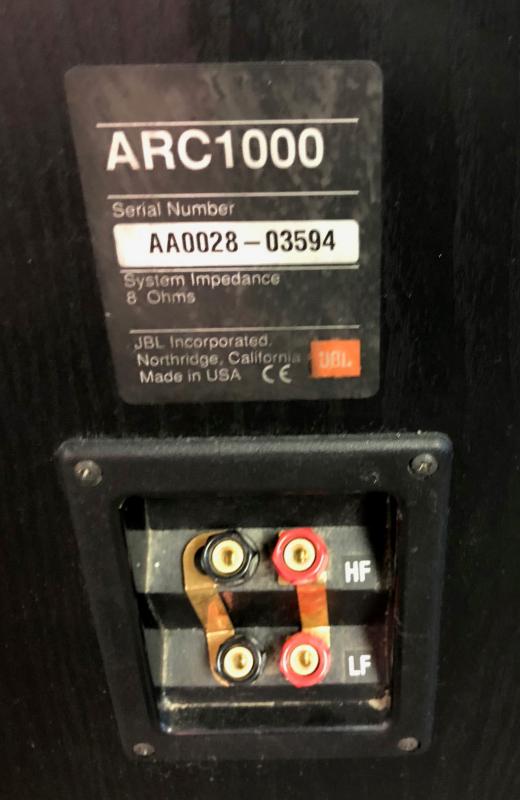 ARC1000
Serial Number
AA0028-03594
System Impedance
8 Ohms
JBL Incorporated.
Northridge, California
Made in USA CE JBL
HF
LF